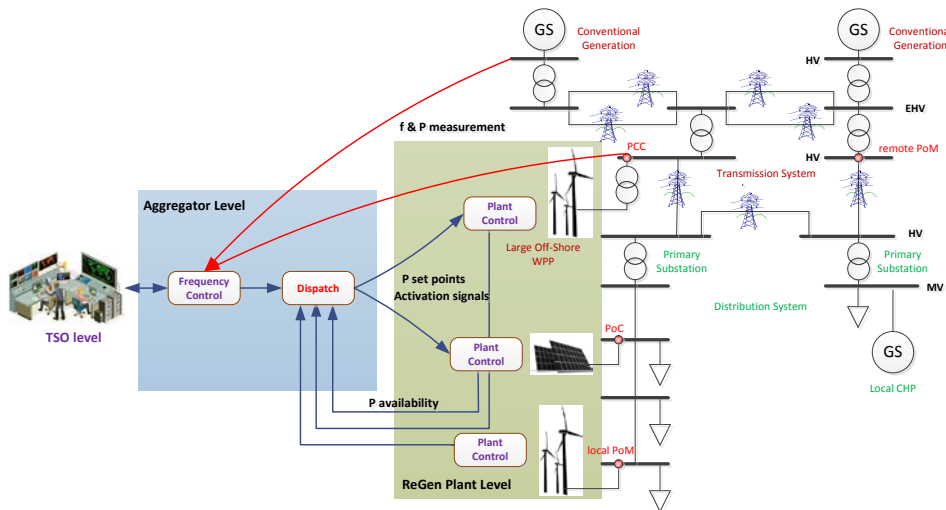 GS
Conventional
Generation
GS
Conventional
Generation
HV
EHV
f & P measurement
PCC
HV
remote PoM
Transmission System
Aggregator Level
Plant
Control
Large Off-Shore
WPP
HV
Primary
Substation
Primary
Substation
Frequency
Control
Dispatch
P set points
Activation signals
MV
Distribution System
TSO level
PoC
Plant
Control
GS
Local CHP
P availability
Plant
Control
local PoM
ReGen Plant Level